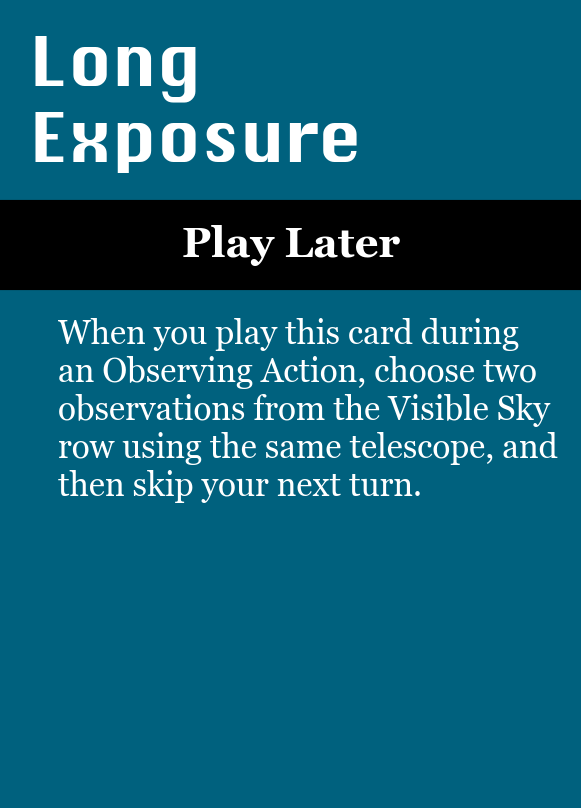 Long
Exposure
Play Later
When you play this card during
an Observing Action, choose two
observations from the Visible Sky
row using the same telescope, and
then skip your next turn.